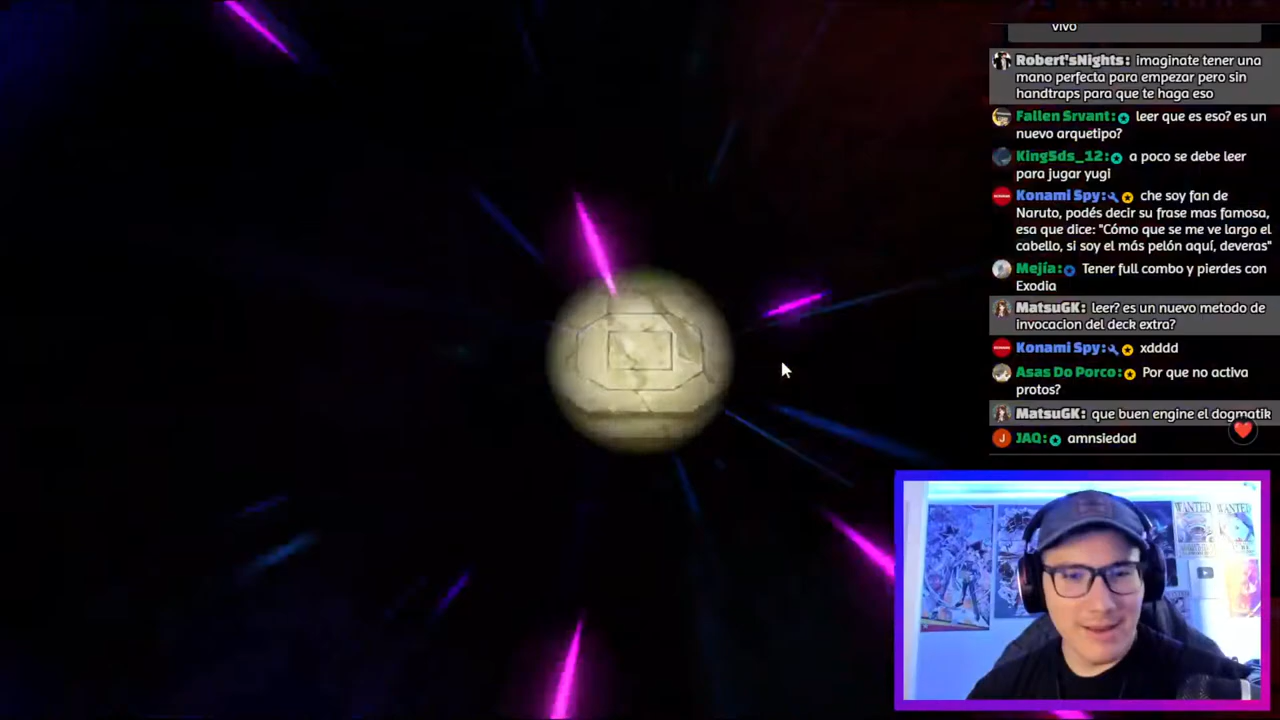 vivo
Robert'sNights: imaginate tener una
mano perfecta para empezar pero sin
handtraps para que te haga eso
Fallen Srvant: leer que es eso? es un
nuevo arquetipo?
KingSds_12: a poco se debe leer
para jugar yugi
Konami Spy: che soy fan de
Naruto, podés decir su frase mas famosa,
esa que dice: "Cómo que se me ve largo el
cabello, si soy el más pelón aquí, deveras"
Mejía: Tener full combo y pierdes con
Exodia
MatsuGK: leer? es un nuevo metodo de
invocacion del deck extra?
Konami Spy: xdddd
Asas Do Porco: Por que no activa
protos?
MatsuGK: que buen engine el dogmatik
J JAQ: amnsiedad
WANTED
WANTED